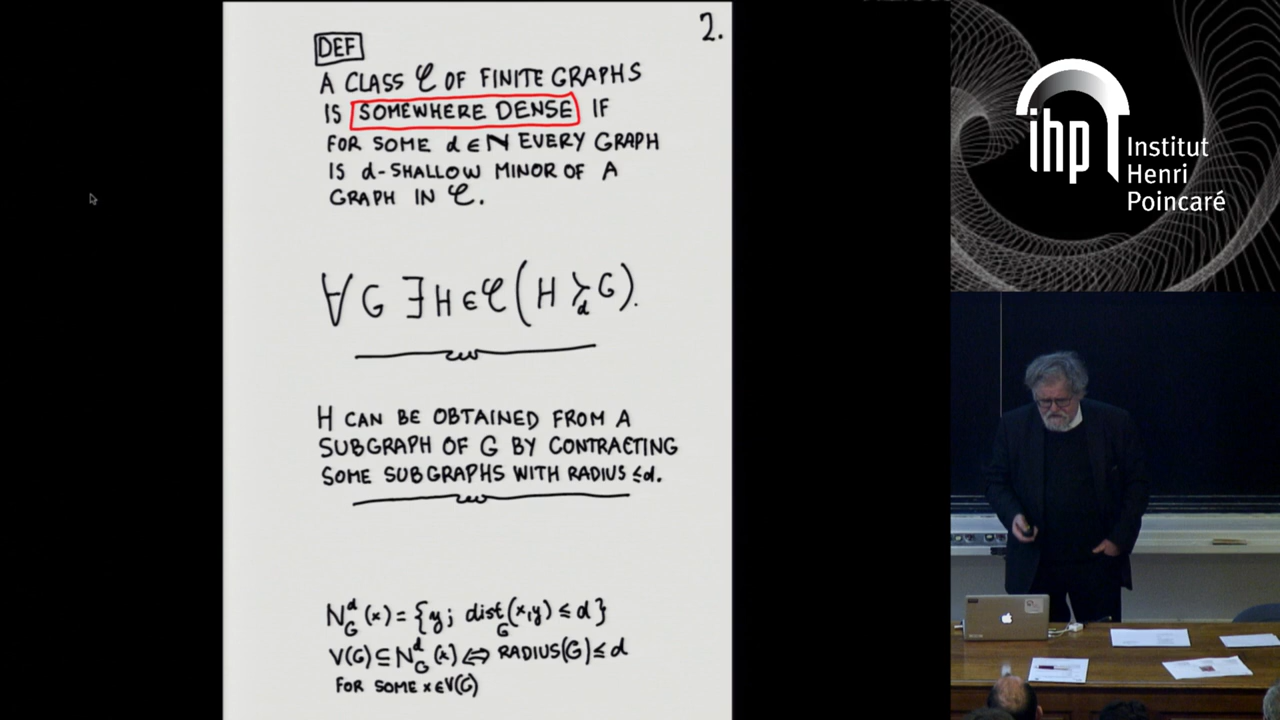 2.
DEF
A CLASS 𝒞 OF FINITE GRAPHS
IS SOMEWHERE DENSE IF
FOR SOME d ∈ N EVERY GRAPH
IS d-SHALLOW MINOR OF A
GRAPH IN 𝒞.
∀ G ∃ H ∈ 𝒞 (H ≽_d G).
H CAN BE OBTAINED FROM A
SUBGRAPH OF G BY CONTRACTING
SOME SUBGRAPHS WITH RADIUS ≤ d.
N_G^d (x) = {y; dist_G (x,y) ≤ d}
V(G) ⊆ N_G^d (x) ⇔ RADIUS(G) ≤ d
FOR SOME x ∈ V(G)
ihp
Institut
Henri
Poincaré